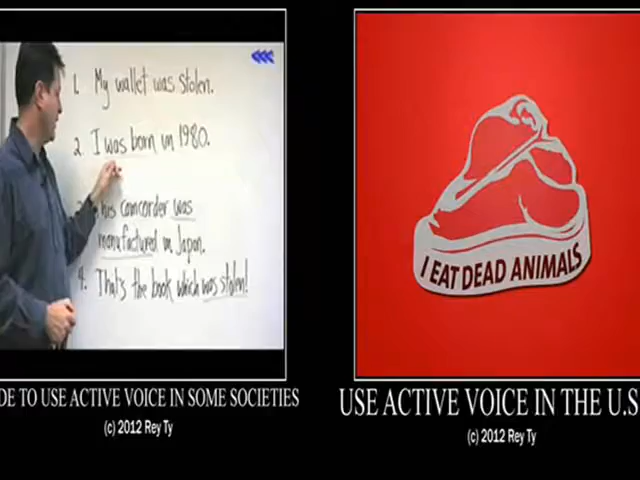 1. My wallet was stolen.
2. I was born in 1980.
his camcorder was
manufactured in Japan.
4. That's the book which was stolen!
DE TO USE ACTIVE VOICE IN SOME SOCIETIES
(c) 2012 Rey Ty
I EAT DEAD ANIMALS
USE ACTIVE VOICE IN THE U.S
(c) 2012 Rey Ty